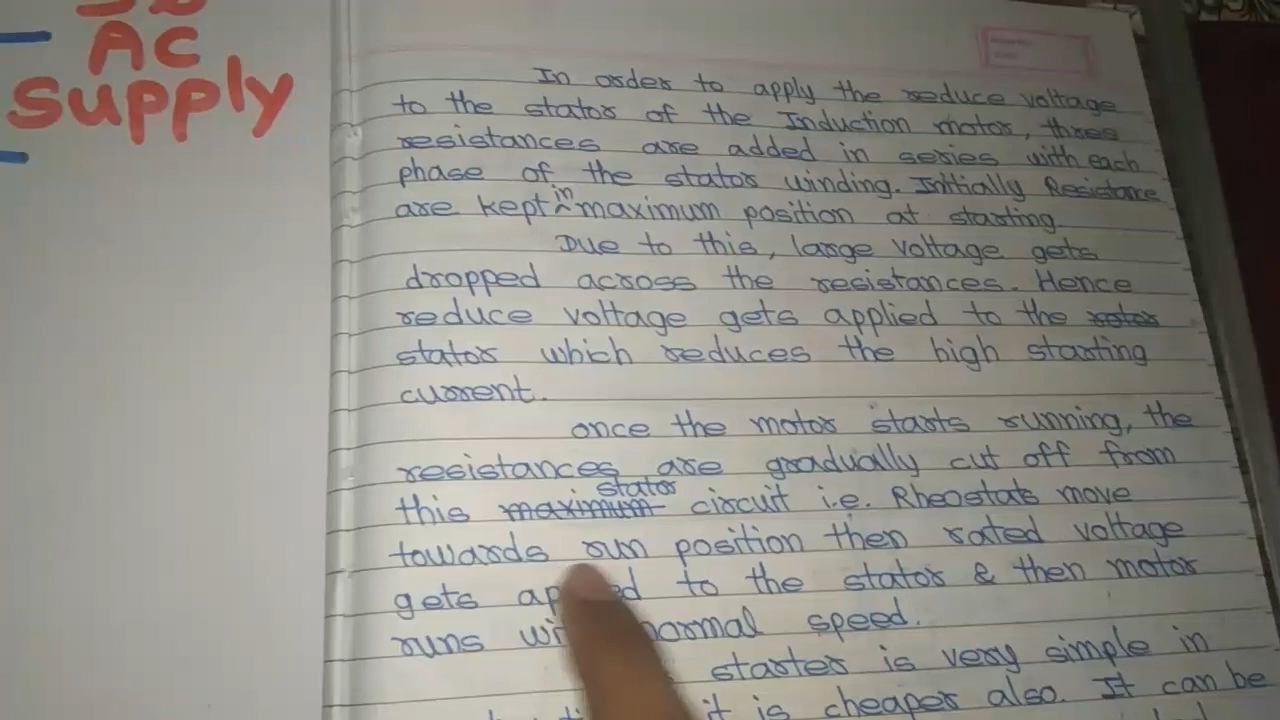 AC
Supply
In order to apply the reduce voltage
to the stator of the Induction motor, three
resistances are added in series with each
phase of the stator winding. Initially Resistance
are kept in maximum position at starting.
Due to this, large voltage gets
dropped across the resistances. Hence
reduce voltage gets applied to the rotor
stator which reduces the high starting
current.
once the motor starts running, the
resistances are gradually cut off from
this maximum stator circuit i.e. Rheostats move
towards run position then rated voltage
gets to the stator & then motor
runs normal speed.
starter is very simple in
it is cheaper also. It can be